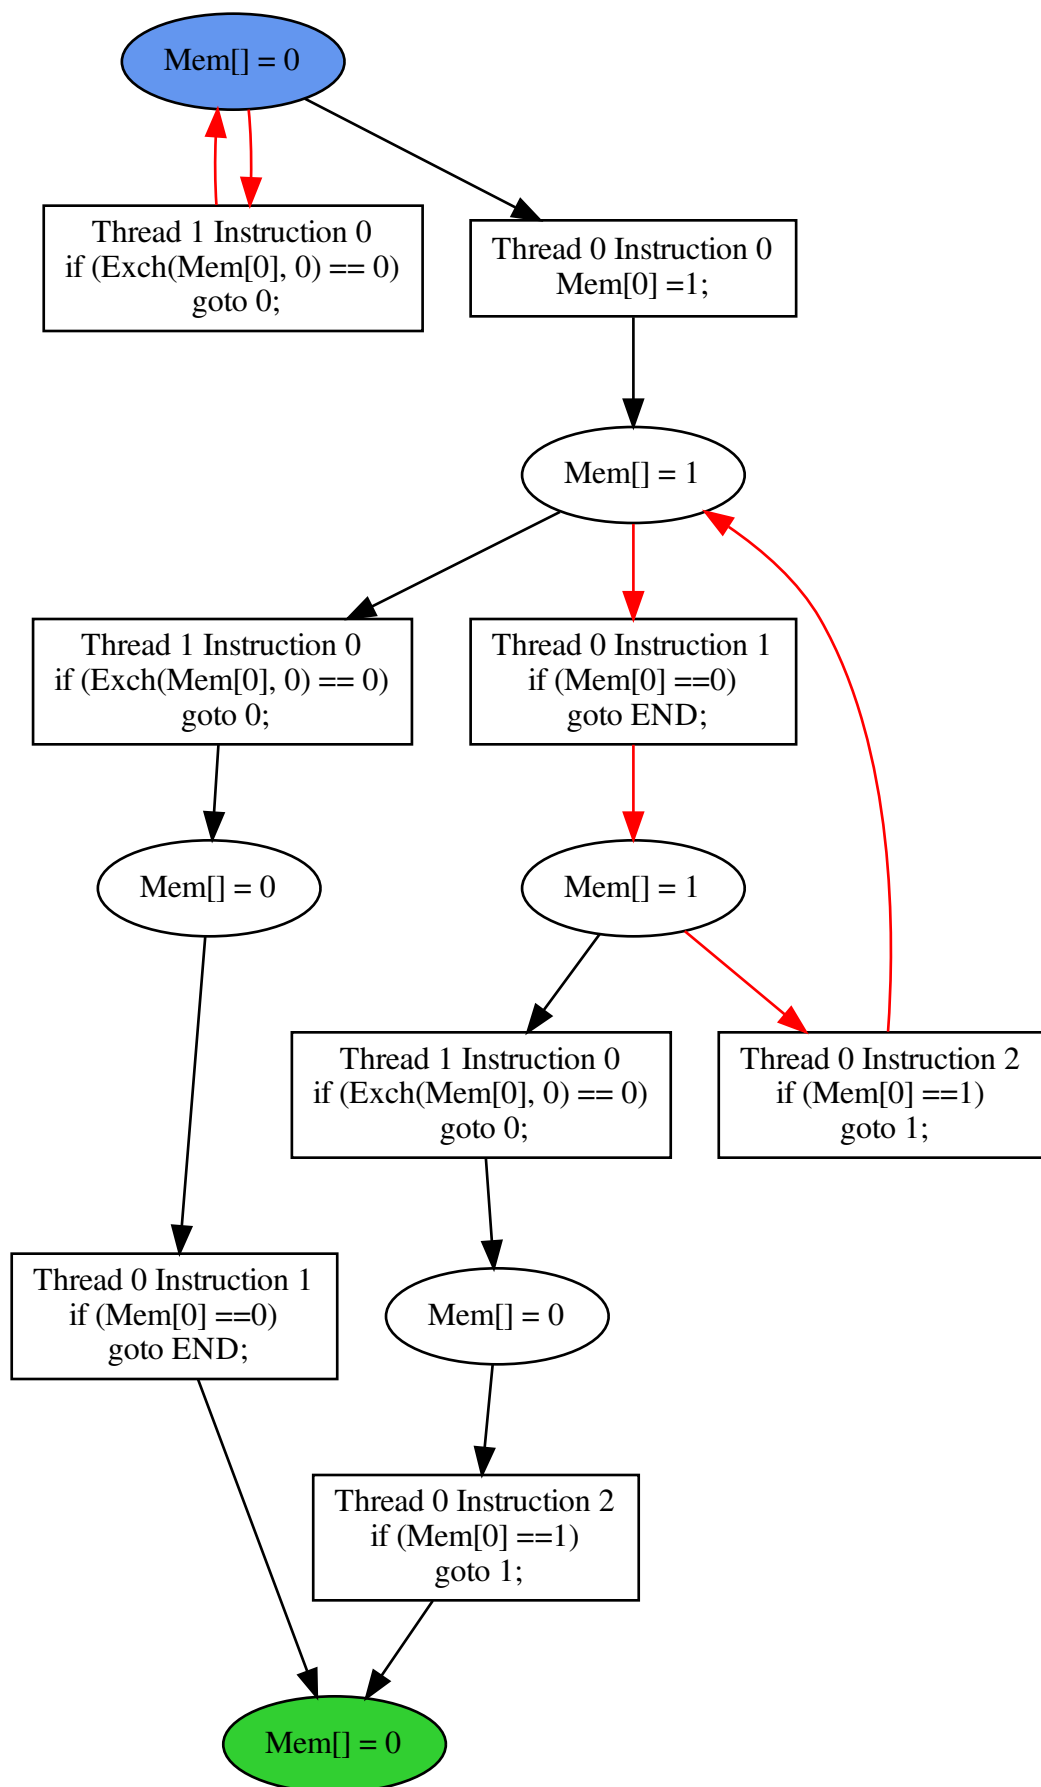 Mem[] = 0
Thread 1 Instruction 0
if (Exch(Mem[0], 0) == 0)
goto 0;
Thread 0 Instruction 0
Mem[0] =1;
Mem[] = 1
Thread 1 Instruction 0
if (Exch(Mem[0], 0) == 0)
goto 0;
Thread 0 Instruction 1
if (Mem[0] ==0)
goto END;
Mem[] = 0
Mem[] = 1
Thread 1 Instruction 0
if (Exch(Mem[0], 0) == 0)
goto 0;
Thread 0 Instruction 2
if (Mem[0] ==1)
goto 1;
Thread 0 Instruction 1
if (Mem[0] ==0)
goto END;
Mem[] = 0
Thread 0 Instruction 2
if (Mem[0] ==1)
goto 1;
Mem[] = 0